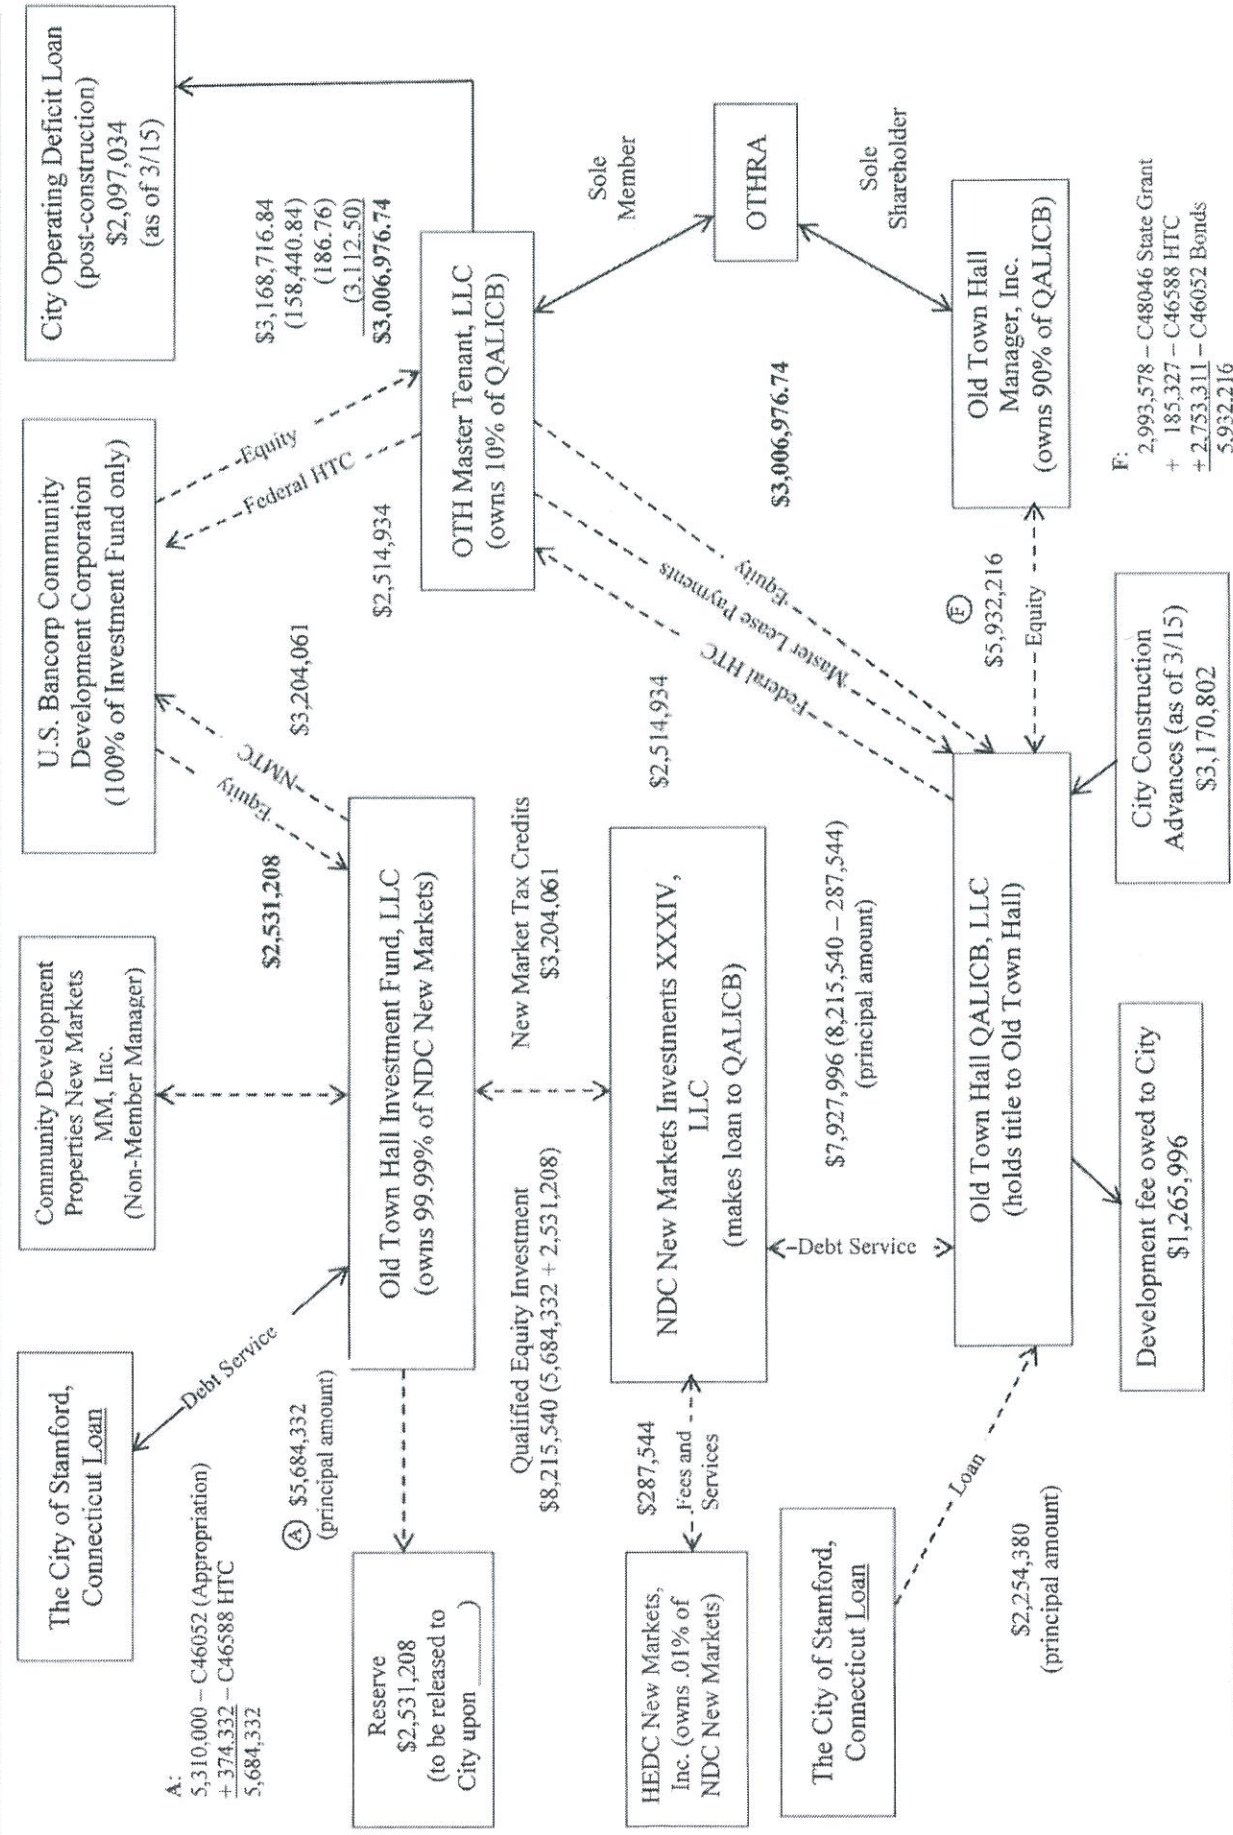 The City of Stamford,
Connecticut Loan
Community Development
Properties New Markets
MM, Inc.
(Non-Member Manager)
U.S. Bancorp Community
Development Corporation
(100% of Investment Fund only)
City Operating Deficit Loan
(post-construction)
$2,097,034
(as of 3/15)
A:
5,310,000 – C46052 (Appropriation)
+ 374,332 – C46588 HTC
5,684,332
Debt Service
A $5,684,332
(principal amount)
$2,531,208
Equity
NMTC
$3,204,061
Federal HTC
Equity
$2,514,934
$3,168,716.84
(158,440.84)
(186.76)
(3,112.50)
$3,006,976.74
Reserve
$2,531,208
(to be released to
City upon ____)
Old Town Hall Investment Fund, LLC
(owns 99.99% of NDC New Markets)
OTH Master Tenant, LLC
(owns 10% of QALICB)
Qualified Equity Investment
$8,215,540 (5,684,332 + 2,531,208)
New Market Tax Credits
$3,204,061
Sole
Member
HEDC New Markets,
Inc. (owns .01% of
NDC New Markets)
$287,544
Fees and
Services
NDC New Markets Investments XXXIV,
LLC
(makes loan to QALICB)
$2,514,934
Federal HTC
Master Lease Payments
Equity
$3,006,976.74
OTHRA
The City of Stamford,
Connecticut Loan
Debt Service
$7,927,996 (8,215,540 – 287,544)
(principal amount)
Sole
Shareholder
Loan
$2,254,380
(principal amount)
Old Town Hall QALICB, LLC
(holds title to Old Town Hall)
F
$5,932,216
Equity
Old Town Hall
Manager, Inc.
(owns 90% of QALICB)
Development fee owed to City
$1,265,996
City Construction
Advances (as of 3/15)
$3,170,802
F:
2,993,578 – C48046 State Grant
+ 185,327 – C46588 HTC
+ 2,753,311 – C46052 Bonds
5,932,216